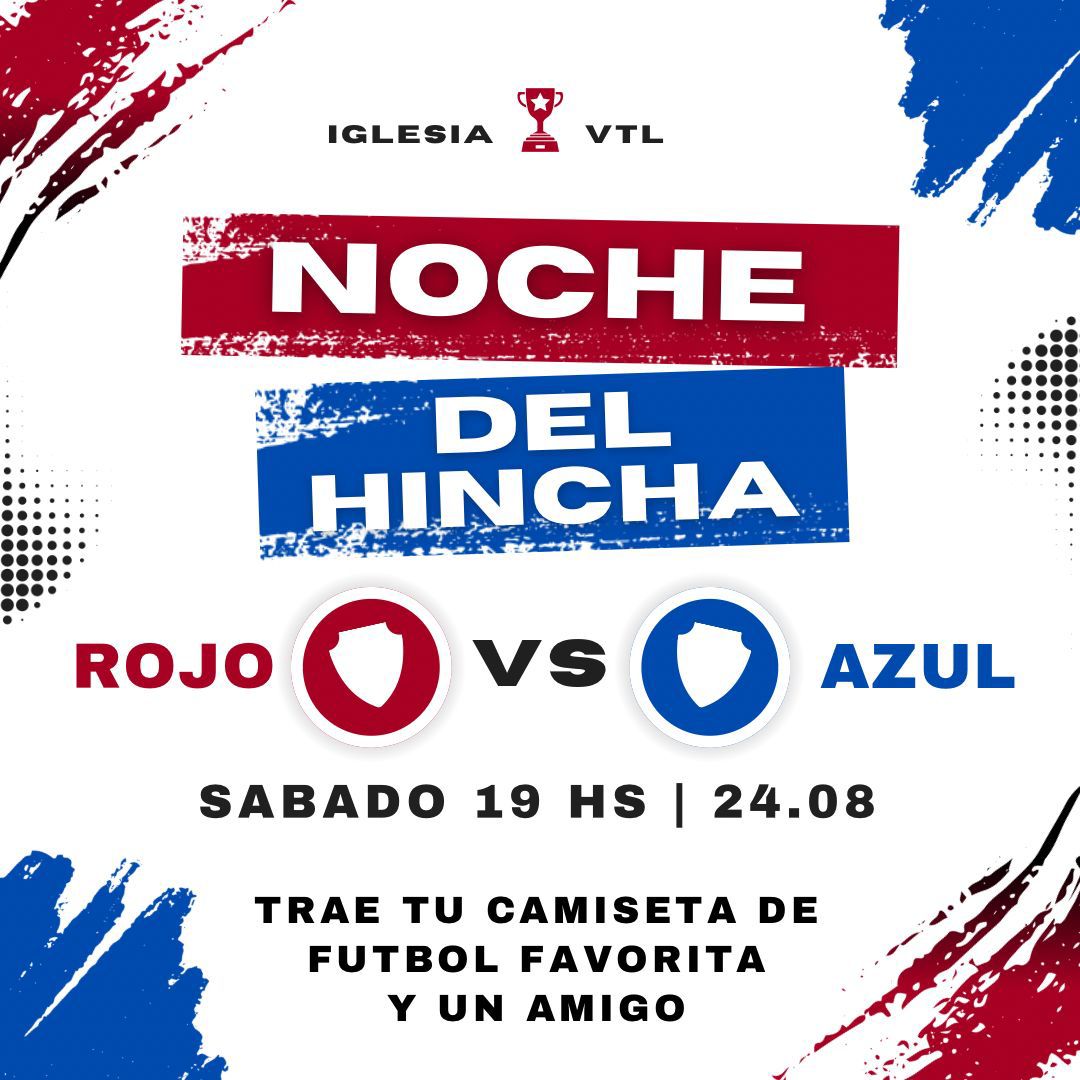 IGLESIA VTL
NOCHE
DEL
HINCHA
ROJO VS AZUL
SABADO 19 HS | 24.08
TRAE TU CAMISETA DE
FUTBOL FAVORITA
Y UN AMIGO